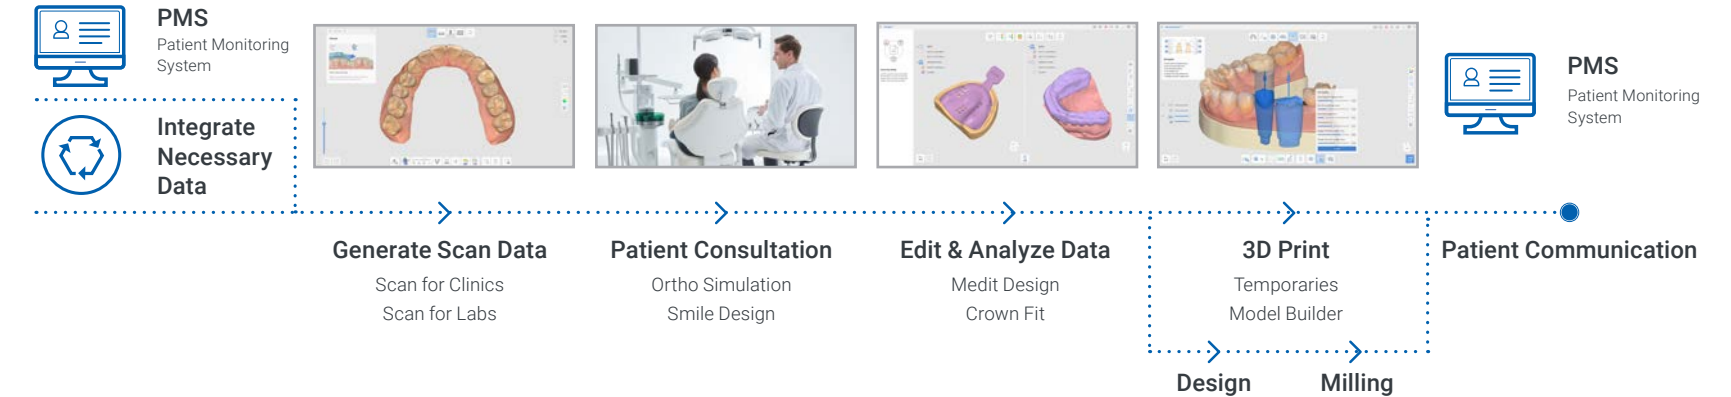 PMS
Patient Monitoring
System
Integrate
Necessary
Data
Generate Scan Data
Scan for Clinics
Scan for Labs
Patient Consultation
Ortho Simulation
Smile Design
Edit & Analyze Data
Medit Design
Crown Fit
3D Print
Temporaries
Model Builder
Design
Milling
PMS
Patient Monitoring
System
Patient Communication